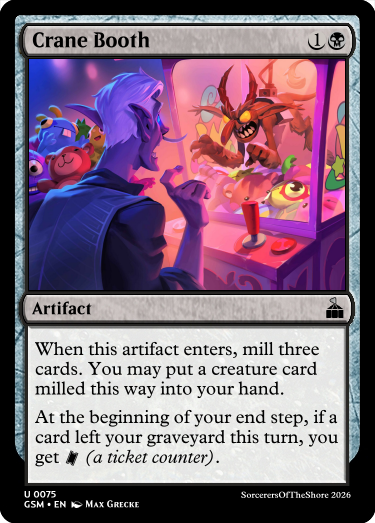 Crane Booth 1
Artifact
When this artifact enters, mill three
cards. You may put a creature card
milled this way into your hand.
At the beginning of your end step, if a
card left your graveyard this turn, you
get (a ticket counter).
U 0075
GSM • EN Max Grecke
SorcerersOfTheShore 2026